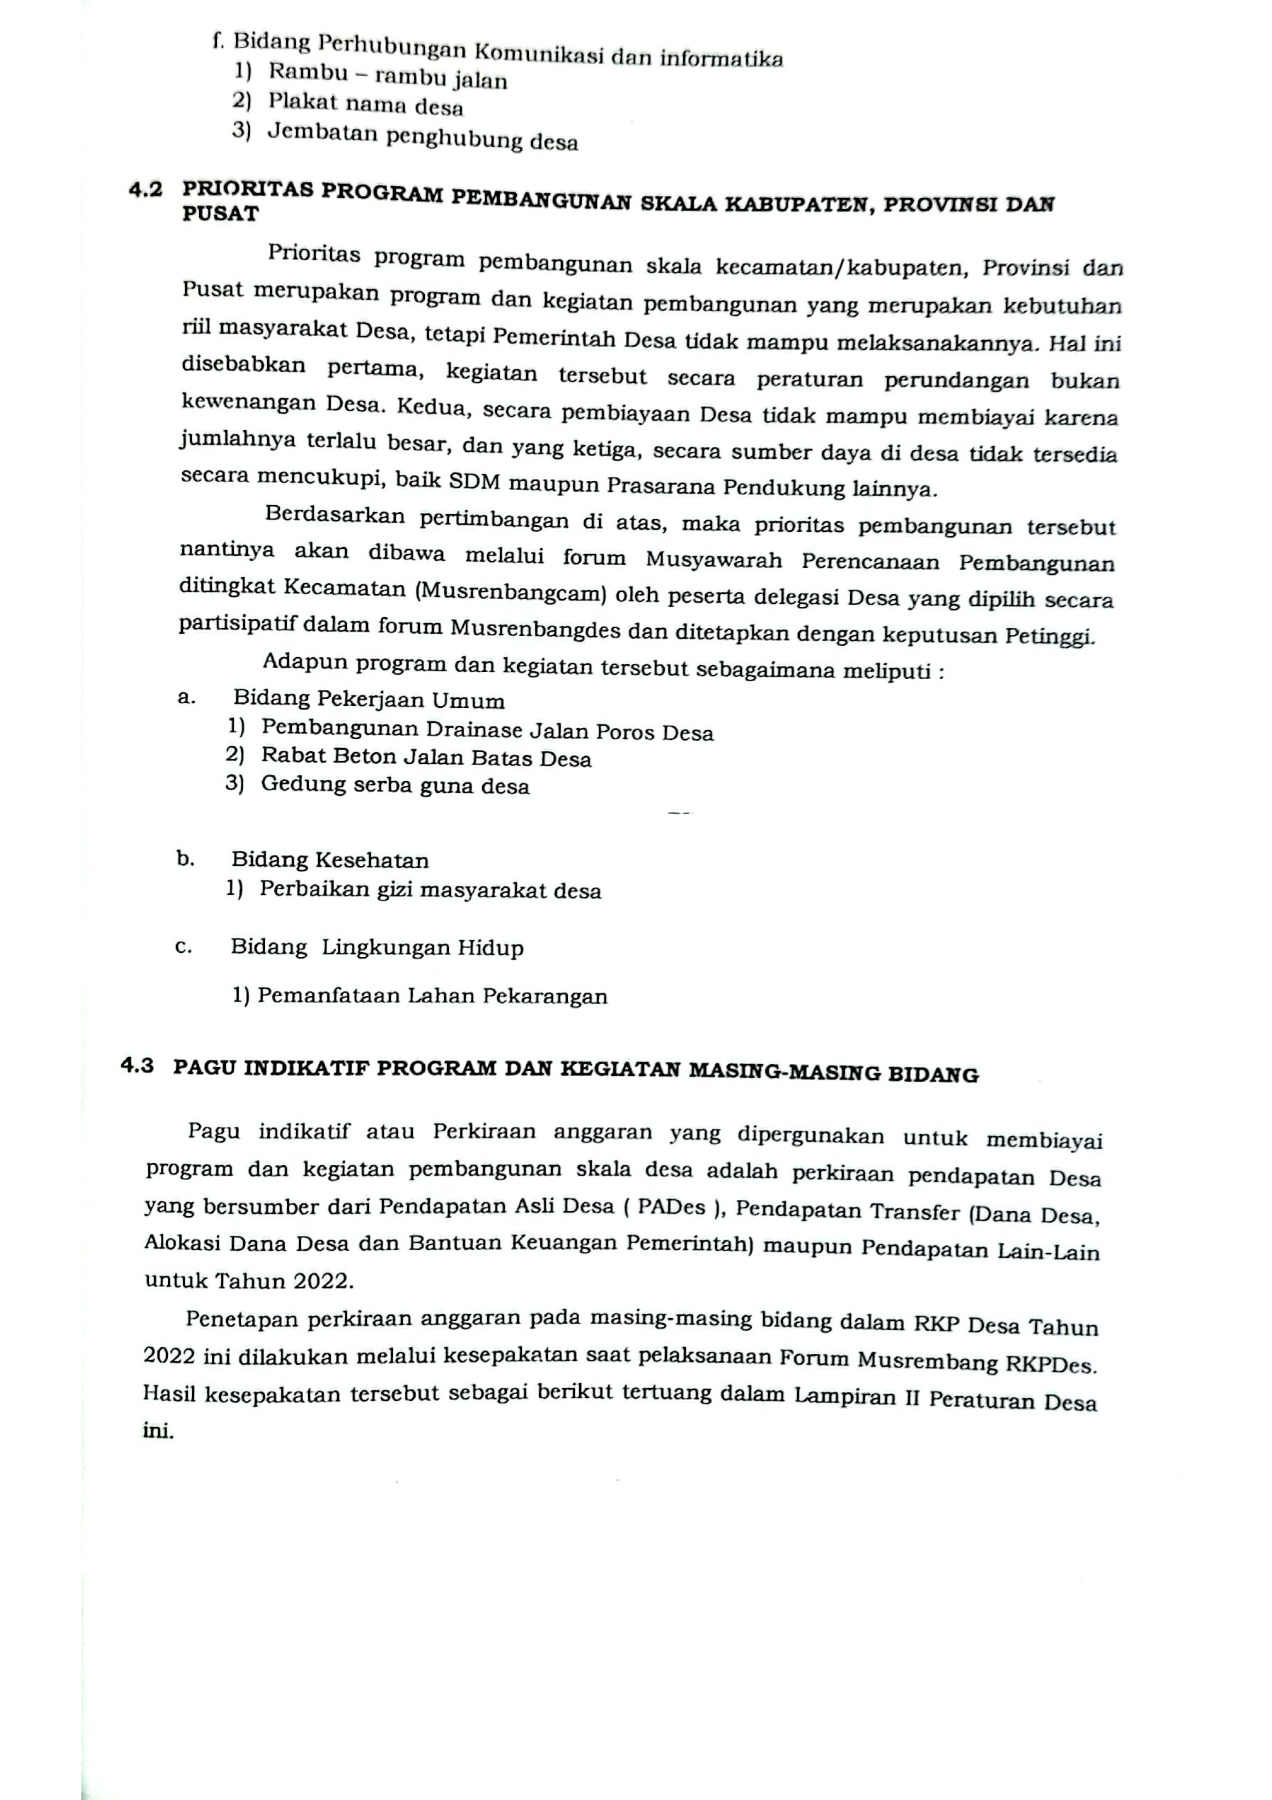 f. Bidang Perhubungan Komunikasi dan informatika
1) Rambu – rambu jalan
2) Plakat nama desa
3) Jembatan penghubung desa
4.2 PRIORITAS PROGRAM PEMBANGUNAN SKALA KABUPATEN, PROVINSI DAN
PUSAT
Prioritas program pembangunan skala kecamatan/kabupaten, Provinsi dan
Pusat merupakan program dan kegiatan pembangunan yang merupakan kebutuhan
riil masyarakat Desa, tetapi Pemerintah Desa tidak mampu melaksanakannya. Hal ini
disebabkan pertama, kegiatan tersebut secara peraturan perundangan bukan
kewenangan Desa. Kedua, secara pembiayaan Desa tidak mampu membiayai karena
jumlahnya terlalu besar, dan yang ketiga, secara sumber daya di desa tidak tersedia
secara mencukupi, baik SDM maupun Prasarana Pendukung lainnya.
Berdasarkan pertimbangan di atas, maka prioritas pembangunan tersebut
nantinya akan dibawa melalui forum Musyawarah Perencanaan Pembangunan
ditingkat Kecamatan (Musrenbangcam) oleh peserta delegasi Desa yang dipilih secara
partisipatif dalam forum Musrenbangdes dan ditetapkan dengan keputusan Petinggi.
Adapun program dan kegiatan tersebut sebagaimana meliputi :
a. Bidang Pekerjaan Umum
1) Pembangunan Drainase Jalan Poros Desa
2) Rabat Beton Jalan Batas Desa
3) Gedung serba guna desa
b. Bidang Kesehatan
1) Perbaikan gizi masyarakat desa
c. Bidang Lingkungan Hidup
1) Pemanfataan Lahan Pekarangan
4.3 PAGU INDIKATIF PROGRAM DAN KEGIATAN MASING-MASING BIDANG
Pagu indikatif atau Perkiraan anggaran yang dipergunakan untuk membiayai
program dan kegiatan pembangunan skala desa adalah perkiraan pendapatan Desa
yang bersumber dari Pendapatan Asli Desa ( PADes ), Pendapatan Transfer (Dana Desa,
Alokasi Dana Desa dan Bantuan Keuangan Pemerintah) maupun Pendapatan Lain-Lain
untuk Tahun 2022.
Penetapan perkiraan anggaran pada masing-masing bidang dalam RKP Desa Tahun
2022 ini dilakukan melalui kesepakatan saat pelaksanaan Forum Musrembang RKPDes.
Hasil kesepakatan tersebut sebagai berikut tertuang dalam Lampiran II Peraturan Desa
ini.